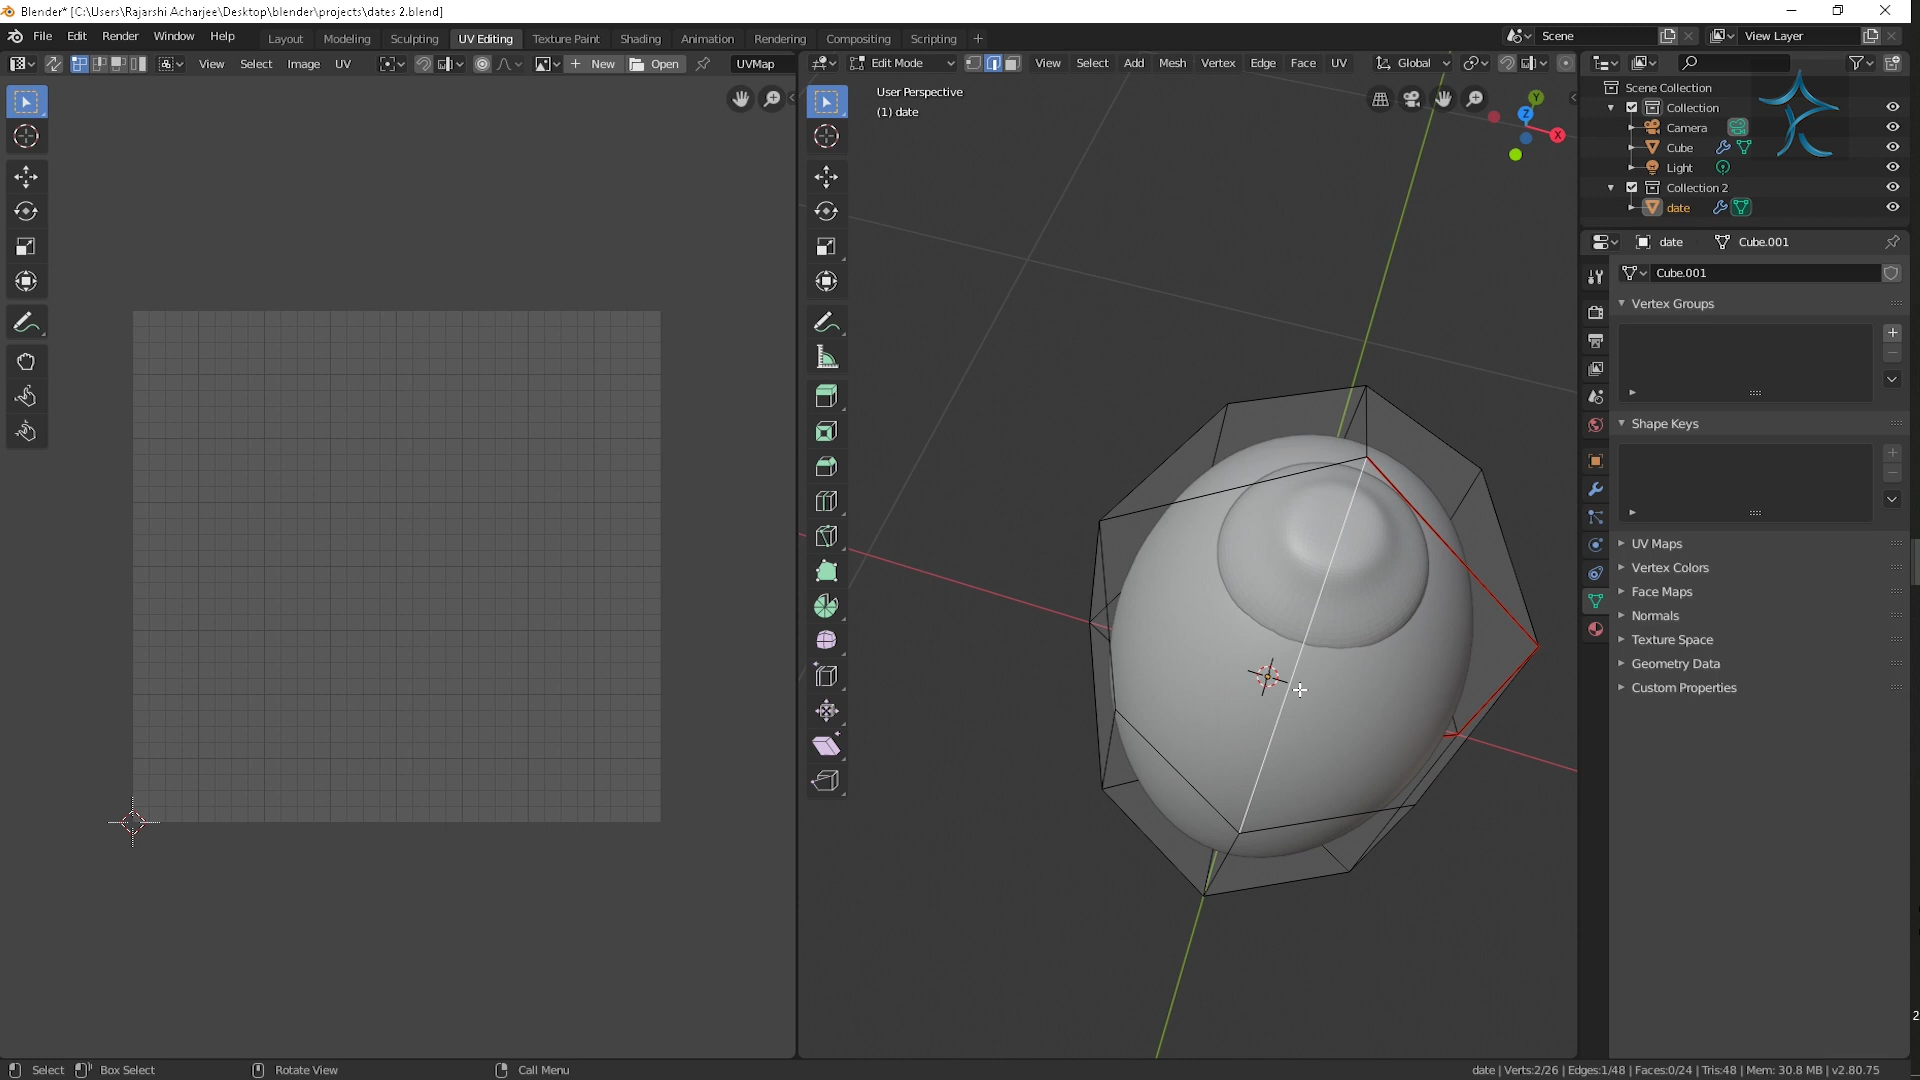 Blender* [C:\Users\Rajarshi Acharjee\Desktop\blender\projects\dates 2.blend]
File Edit Render Window Help Layout Modeling Sculpting UV Editing Texture Paint Shading Animation Rendering Compositing Scripting + Scene View Layer
View Select Image UV New Open UVMap Edit Mode View Select Add Mesh Vertex Edge Face UV Global
User Perspective
(1) date
Y
Z
X
Scene Collection
Collection
Camera
Cube
Light
Collection 2
date
date Cube.001
Cube.001
Vertex Groups
Shape Keys
UV Maps
Vertex Colors
Face Maps
Normals
Texture Space
Geometry Data
Custom Properties
2
Select Box Select Rotate View Call Menu date | Verts:2/26 | Edges:1/48 | Faces:0/24 | Tris:48 | Mem: 30.8 MB | v2.80.75